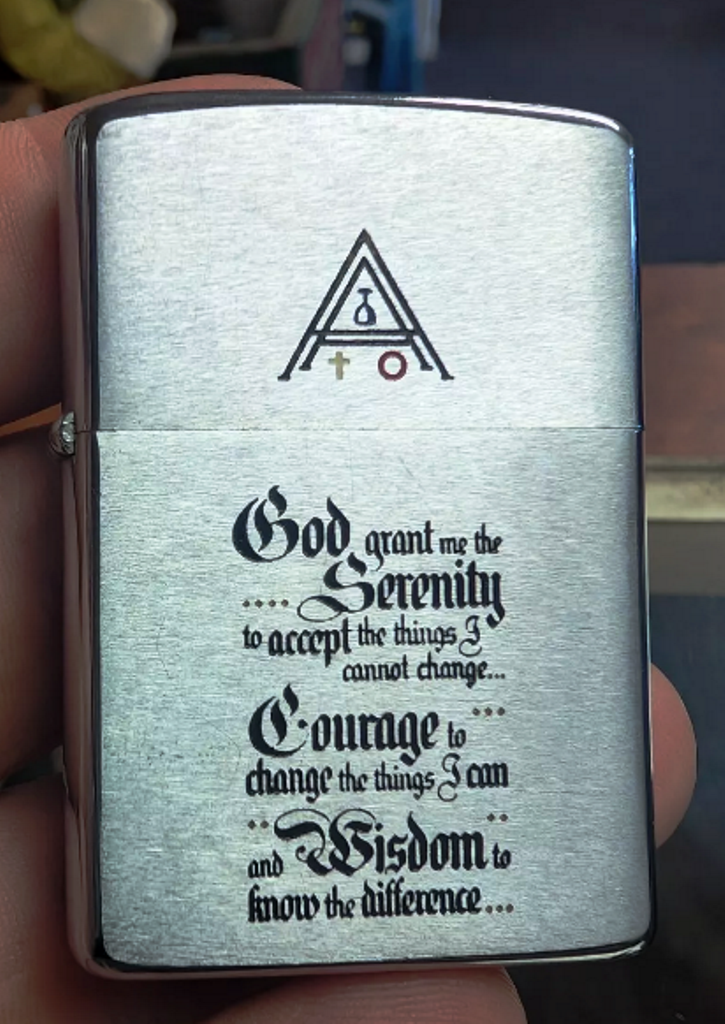 God grant me the
.... Serenity
to accept the things I
cannot change...
Courage to ...
change the things I can
.. and Wisdom to ..
know the difference...